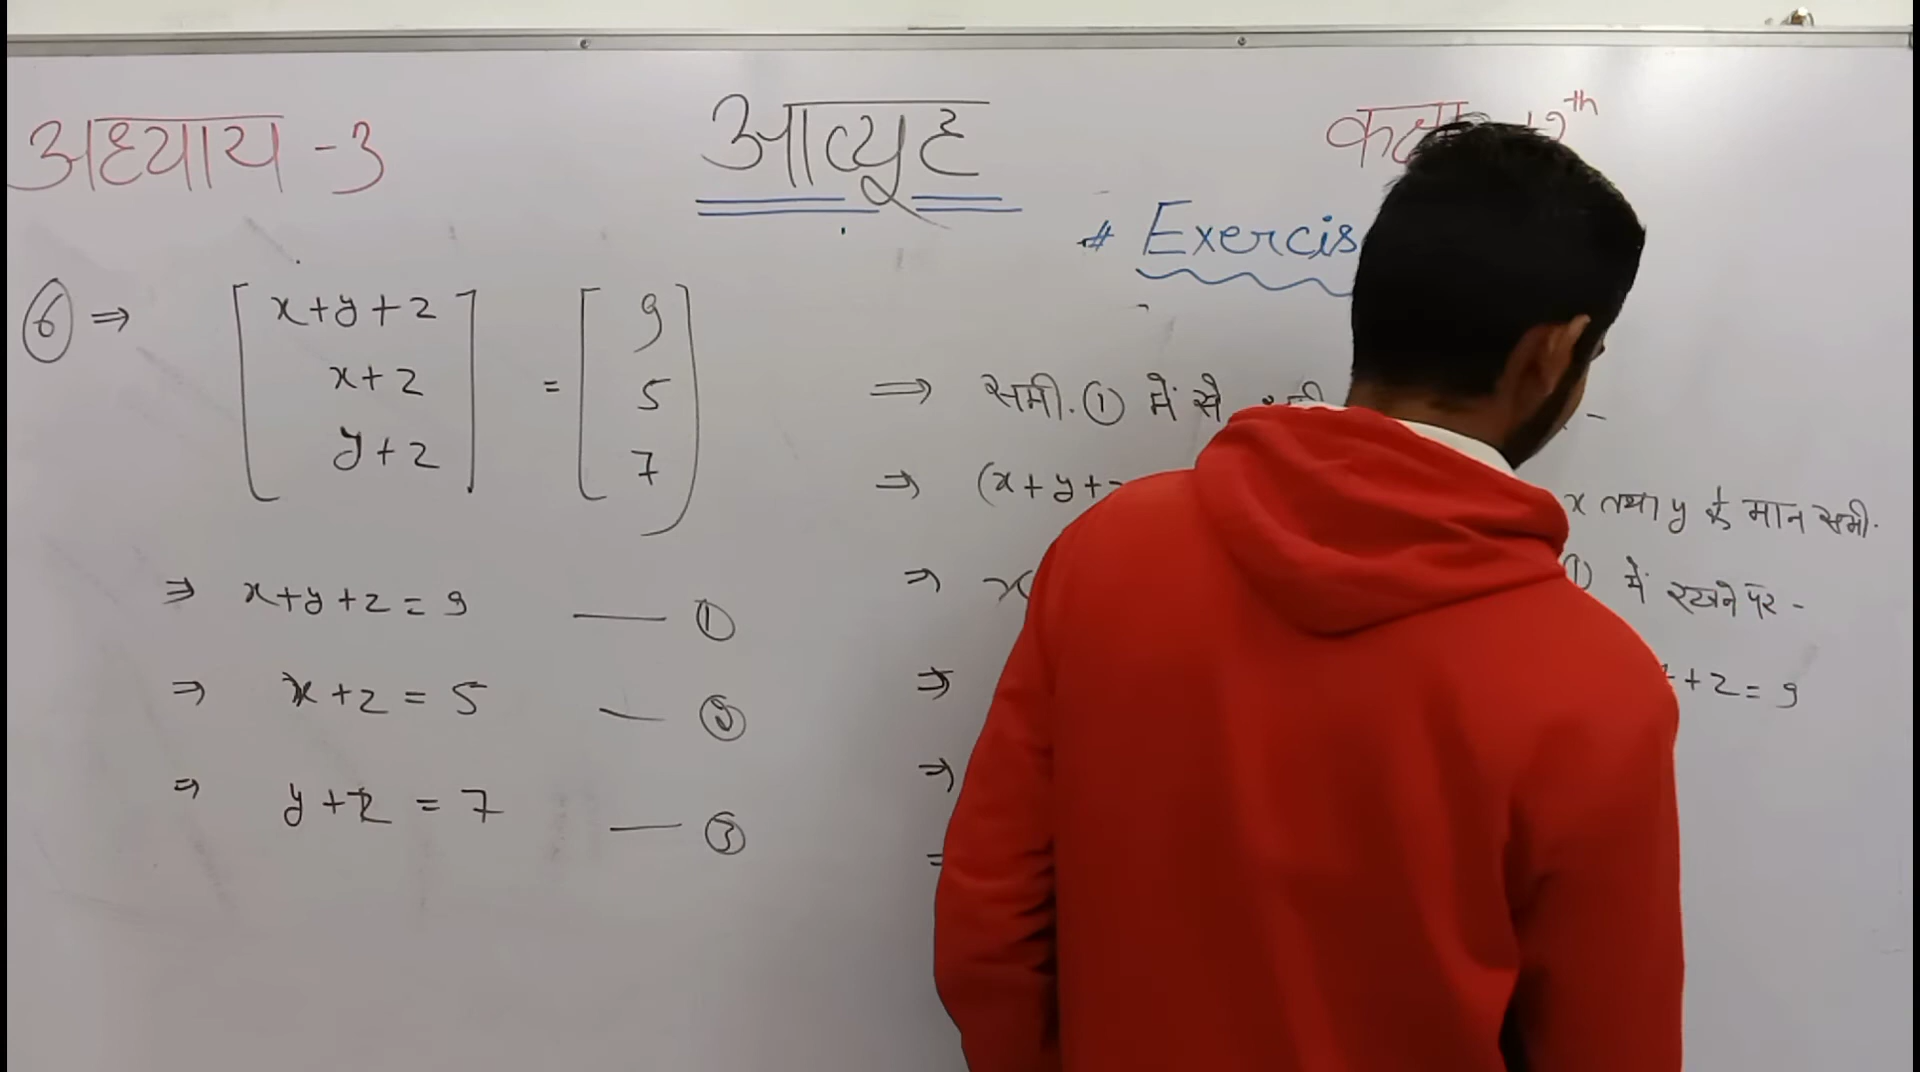 अध्याय -3
आव्यूह
कक्षा 12th
# Exercis
⑥ ⇒ [ x+y+z ] = [ 9 ]
x+z 5
y+z 7
⇒ x+y+z = 9 —— ①
⇒ x+z = 5 —— ②
⇒ y+z = 7 —— ③
⇒ समी. ① में से
⇒ (x+y+
⇒ x
⇒
⇒
=
x तथा y के मान समी.
① में रखने पर -
+z = 9